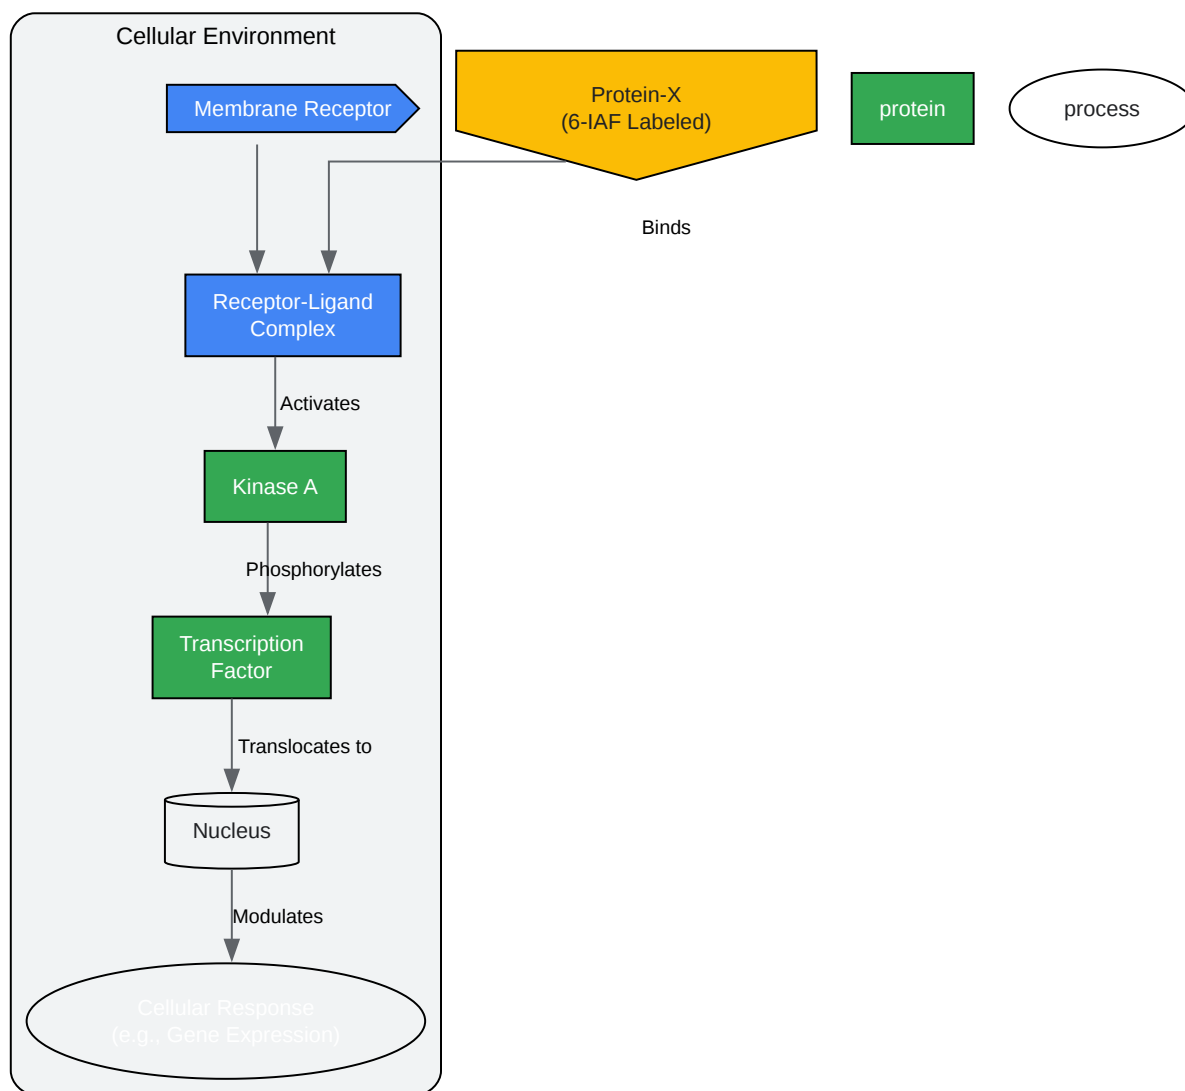 Cellular Environment
Membrane Receptor
Protein-X
(6-IAF Labeled)
protein
process
Binds
Receptor-Ligand
Complex
Activates
Kinase A
Phosphorylates
Transcription
Factor
Translocates to
Nucleus
Modulates
Cellular Response
(e.g., Gene Expression)